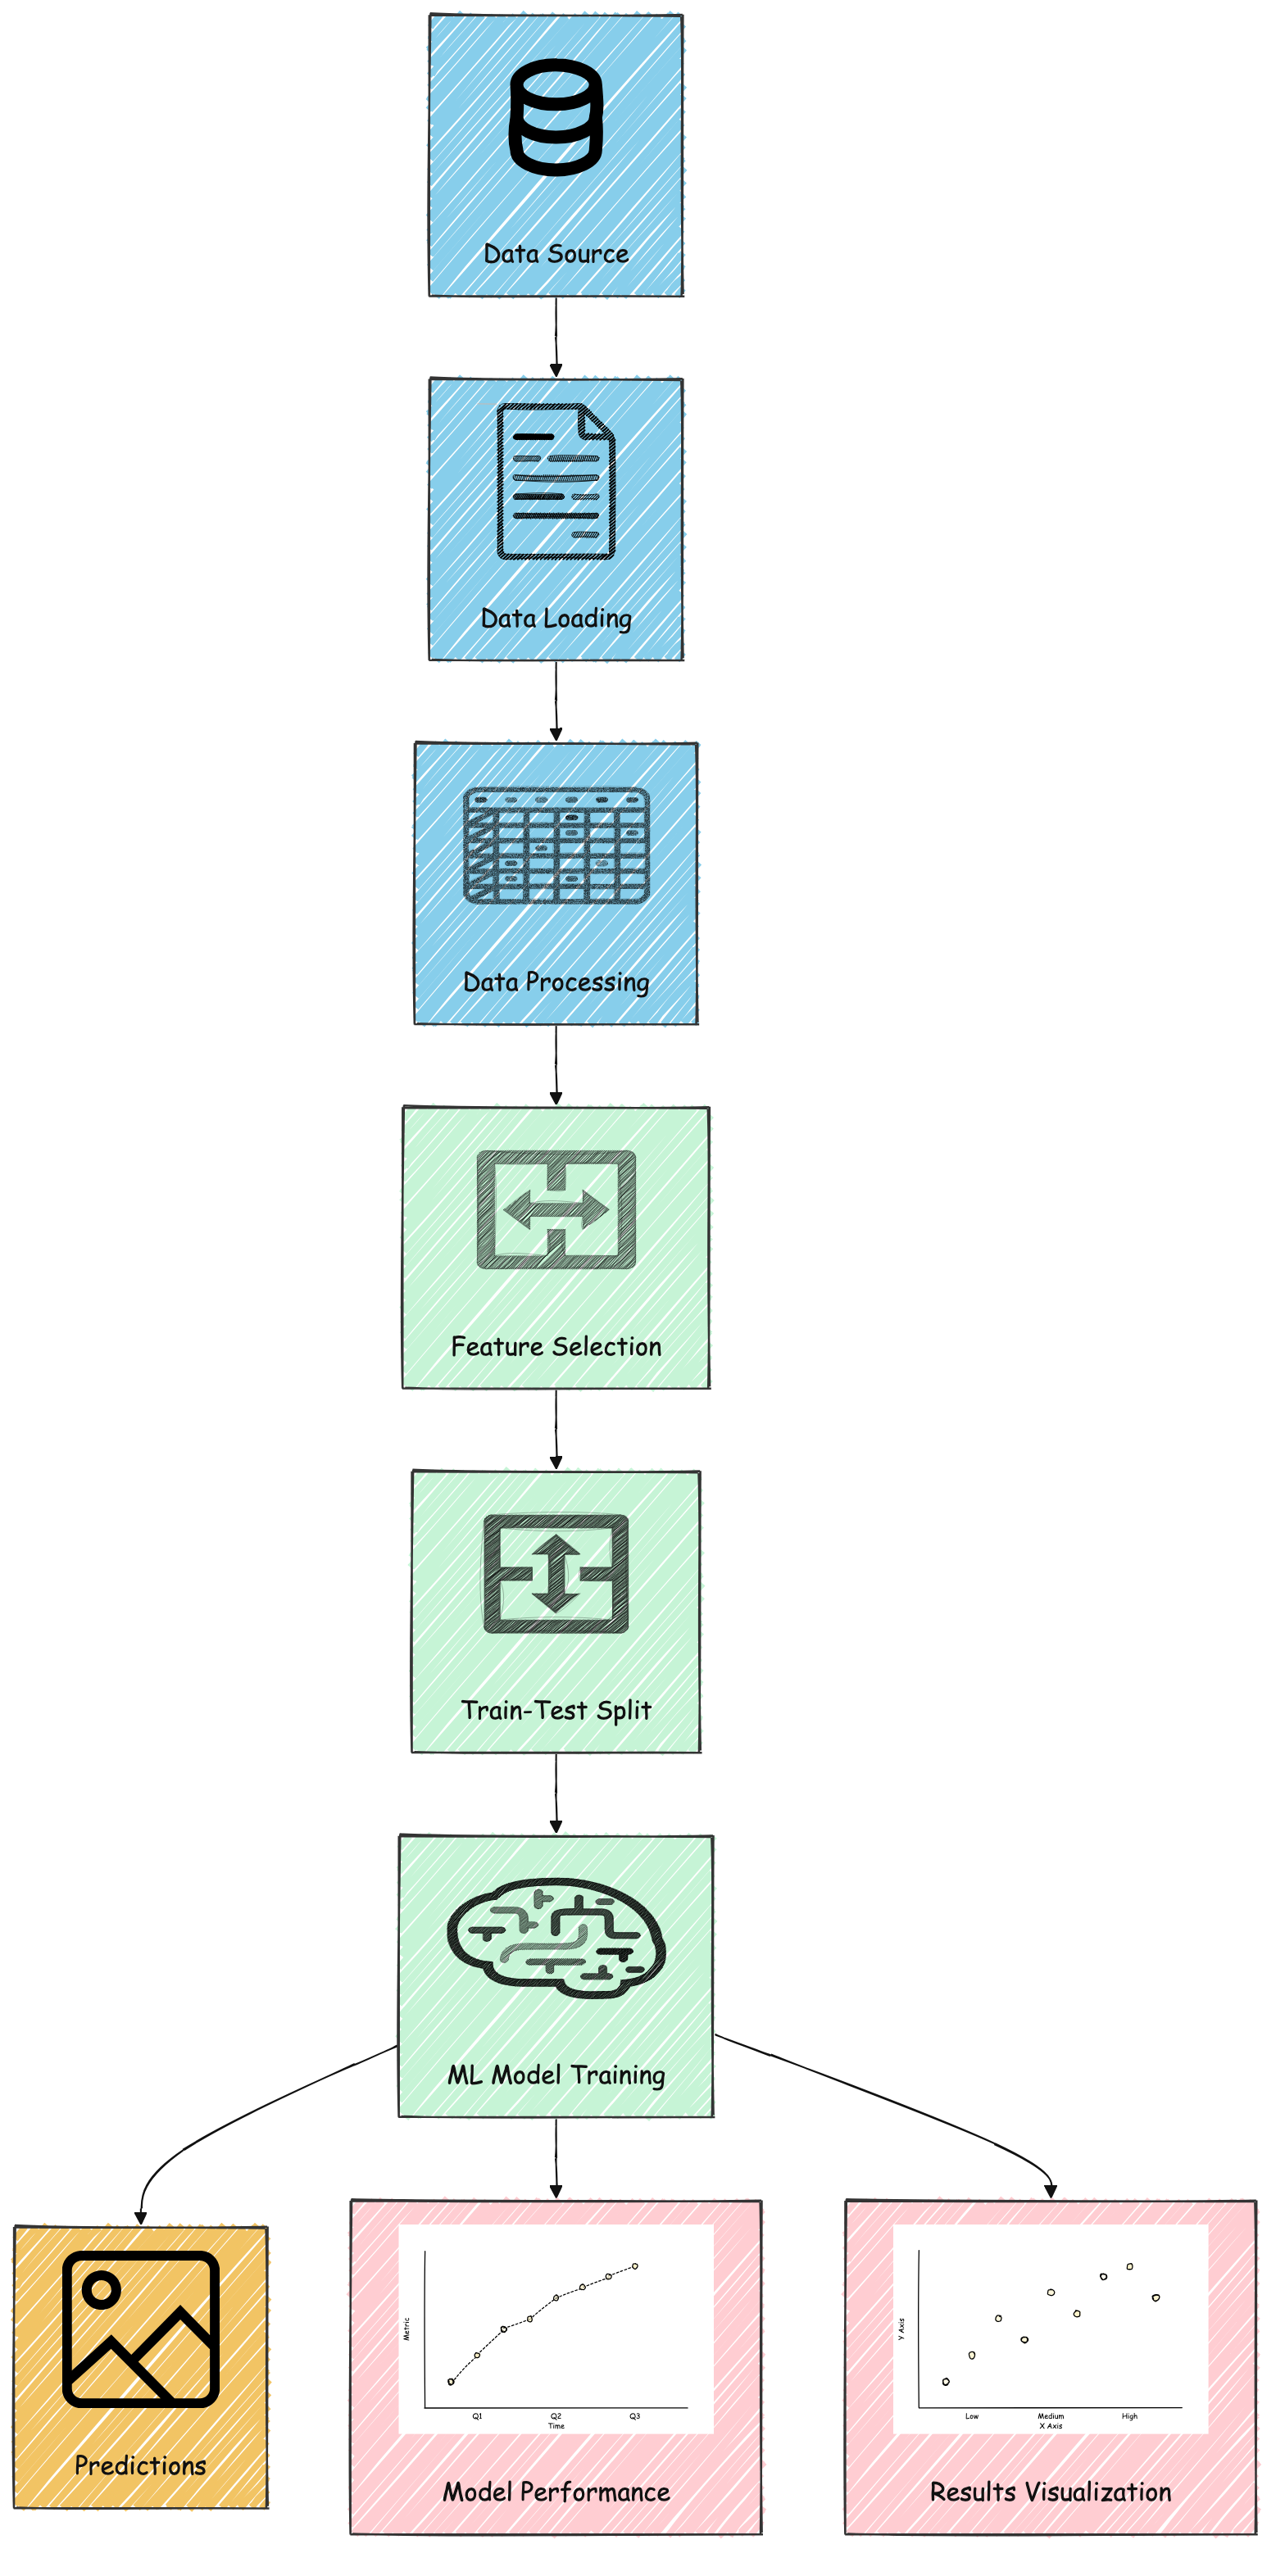 Data Source
Data Loading
Data Processing
Feature Selection
Train-Test Split
ML Model Training
Predictions
Metric
Q1 Q2 Q3
Time
Model Performance
Y Axis
Low Medium High
X Axis
Results Visualization